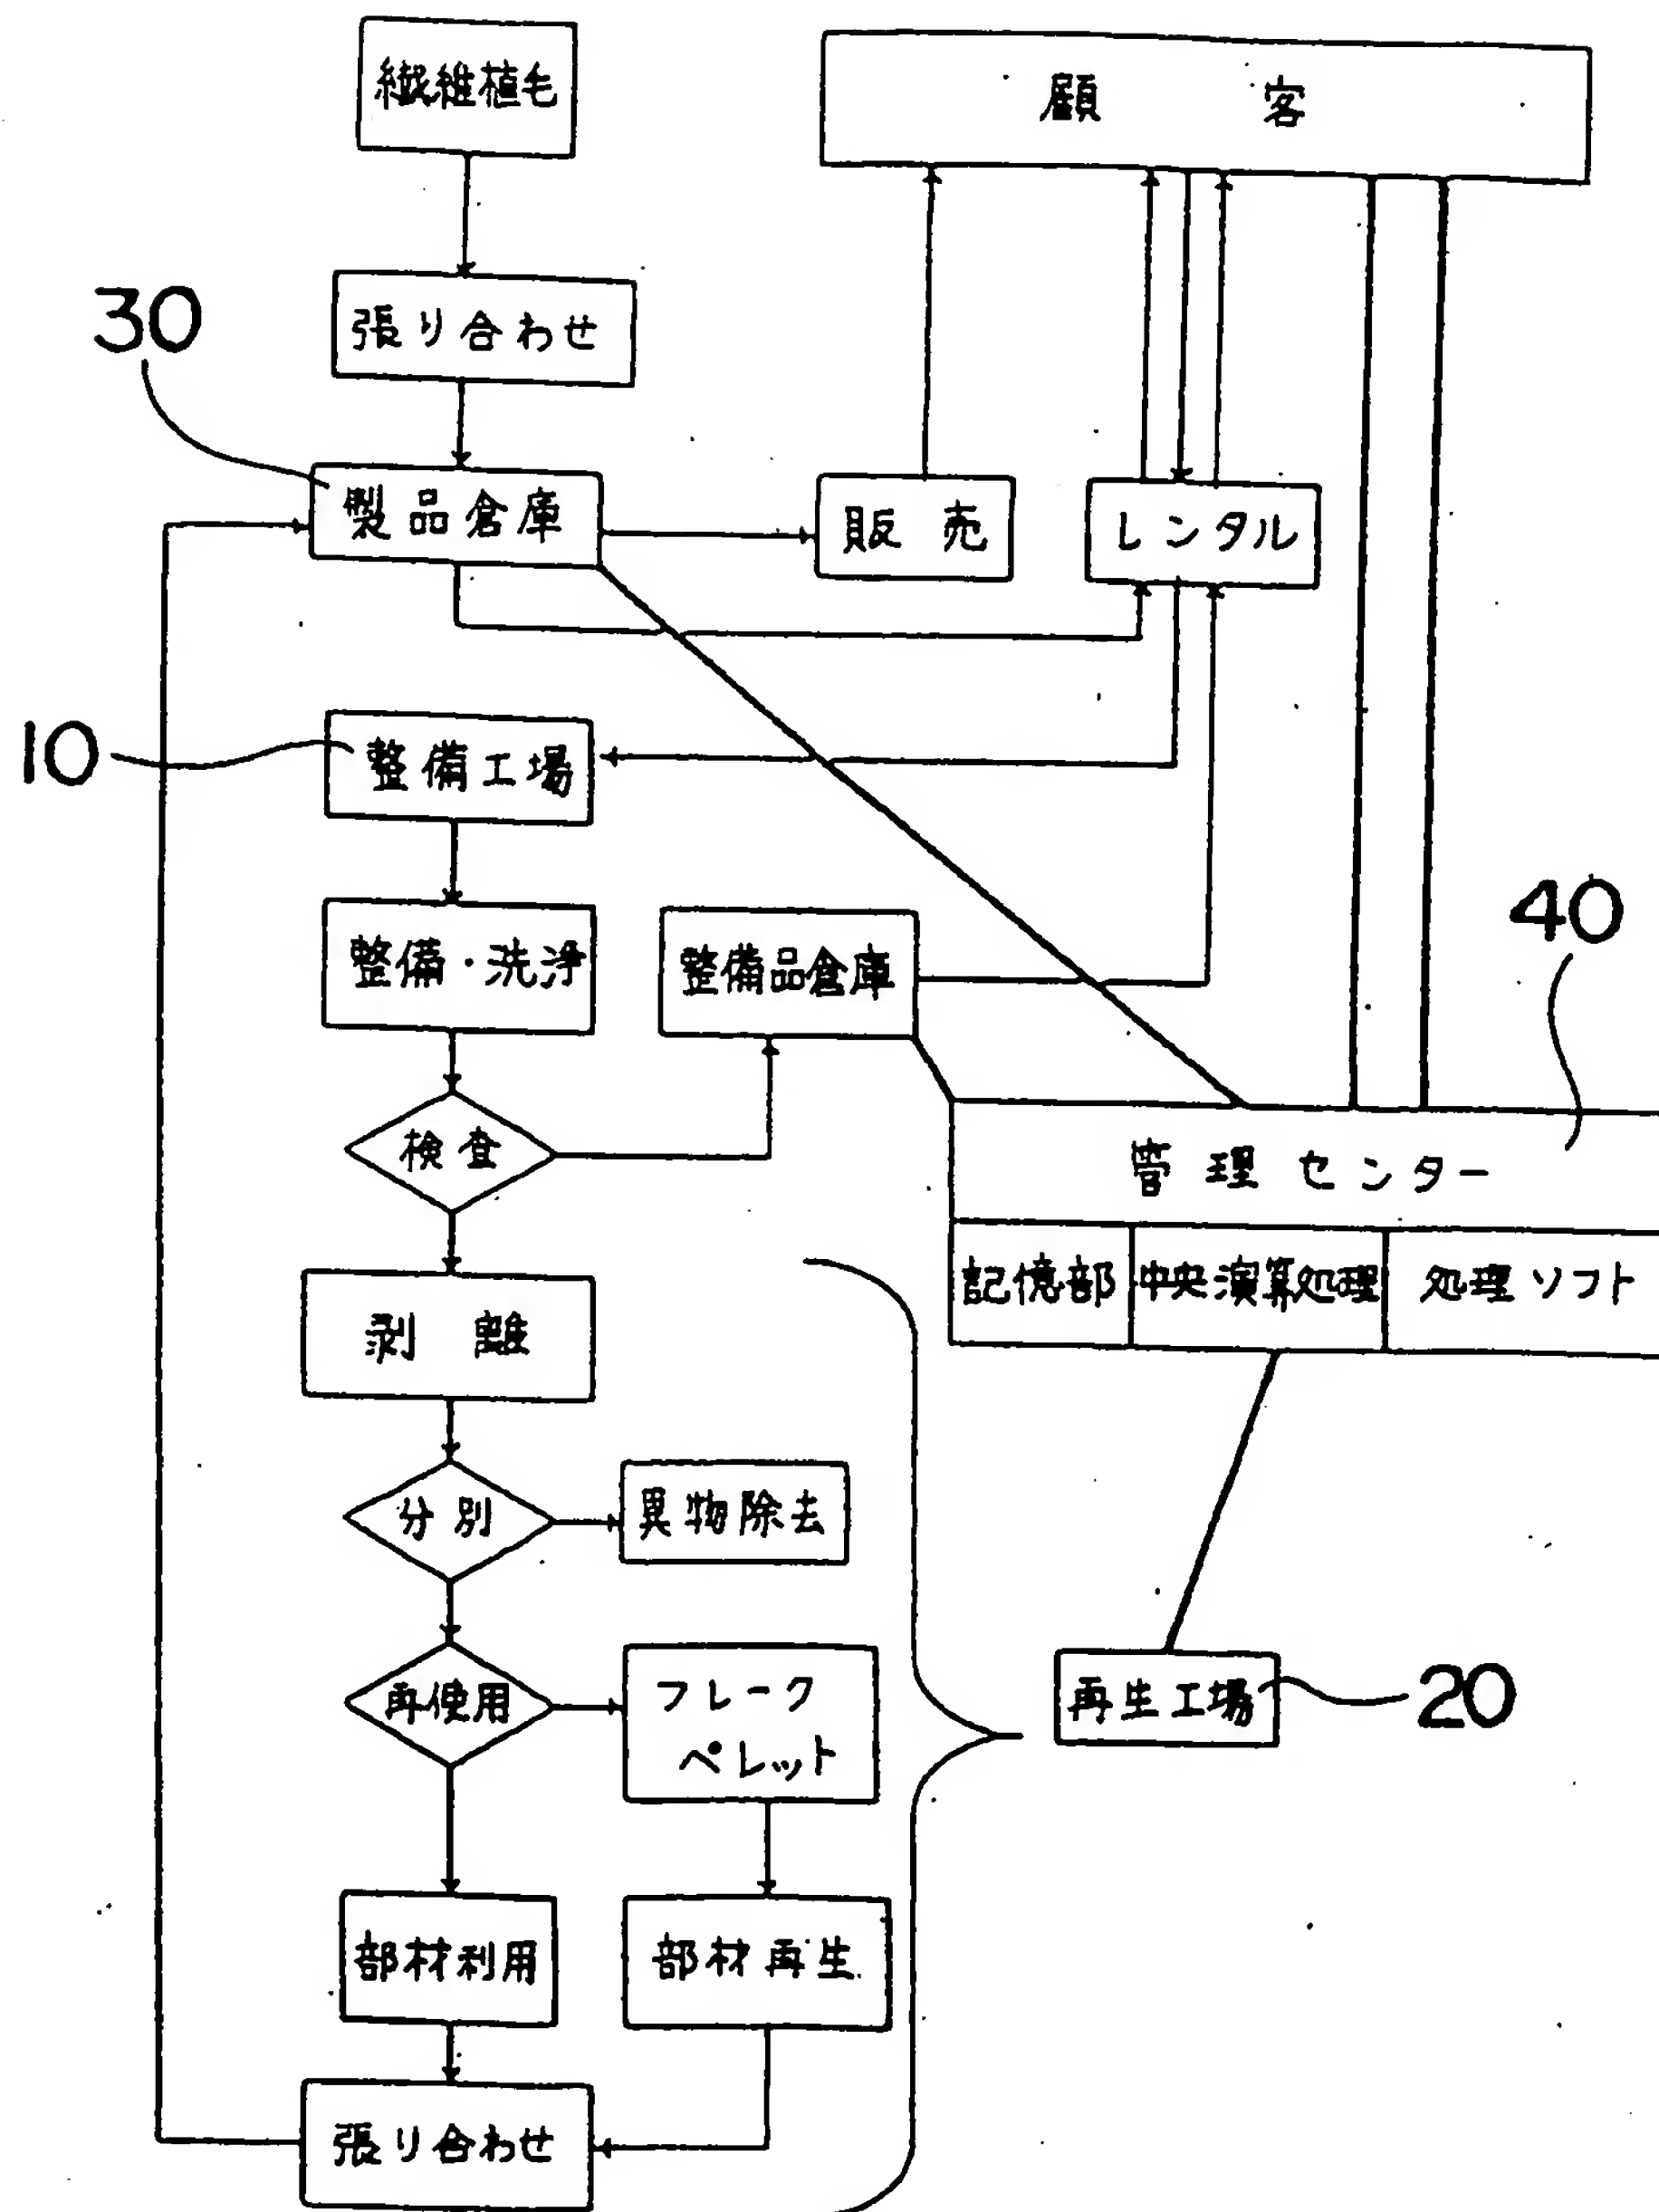 繊維植毛
顧客
張り合わせ
30
製品倉庫
販売
レンタル
10
整備工場
整備・洗浄
整備品倉庫
40
検査
管理センター
記憶部
中央演算処理
処理ソフト
剥離
分別
異物除去
再使用
フレーク
ペレット
再生工場
20
部材利用
部材再生
張り合わせ